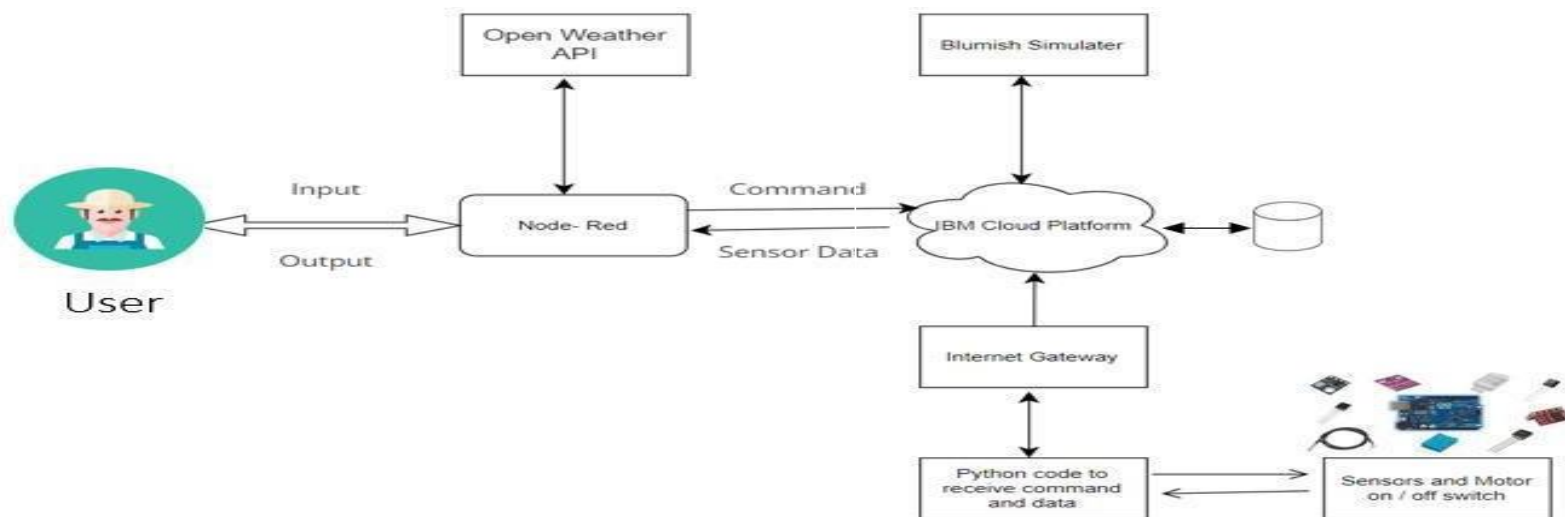 Open Weather
API
Blumish Simulater
Input
Command
Node- Red
IBM Cloud Platform
Output
Sensor Data
User
Internet Gateway
Python code to
receive command
and data
Sensors and Motor
on / off switch